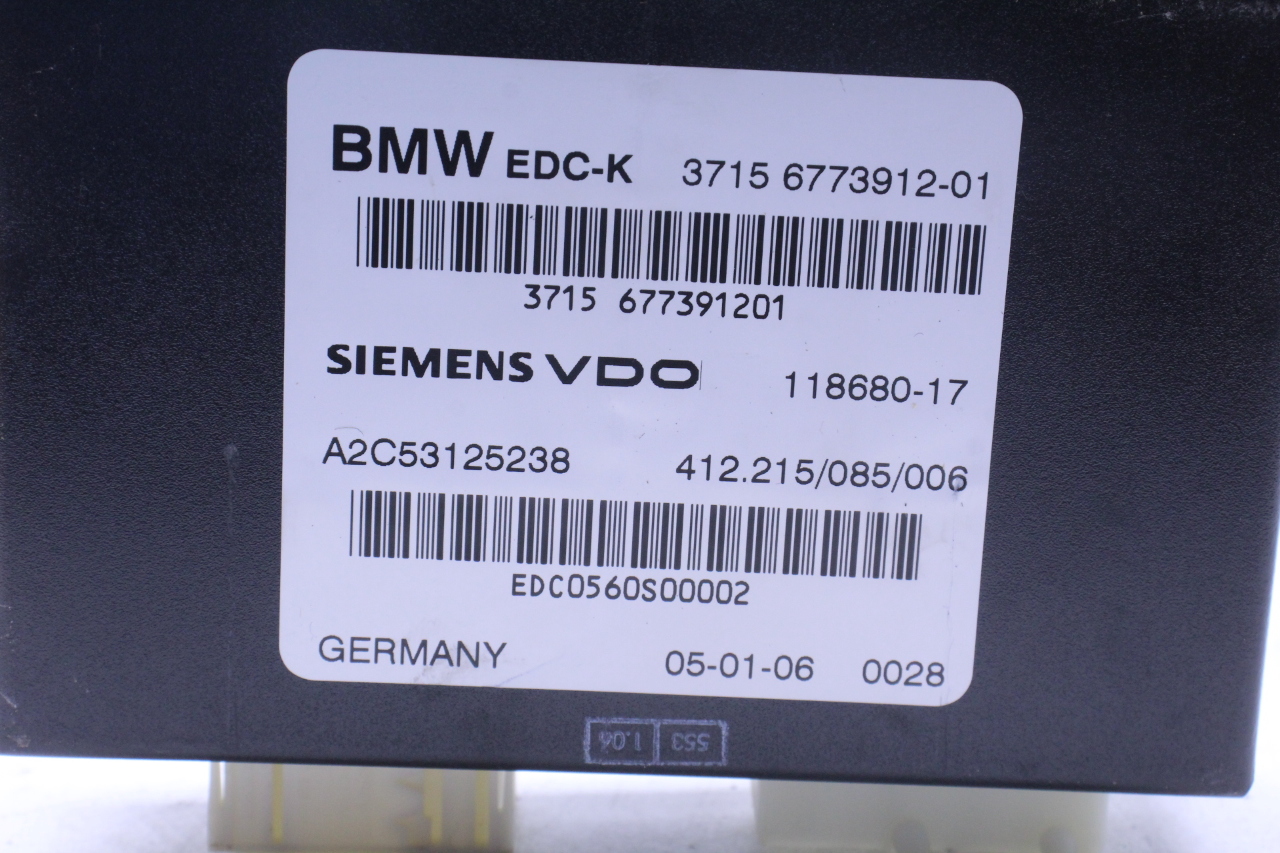 BMW EDC-K 3715 6773912-01
3715 677391201
SIEMENS VDO 118680-17
A2C53125238 412.215/085/006
EDC0560S00002
GERMANY 05-01-06 0028
553 1.06